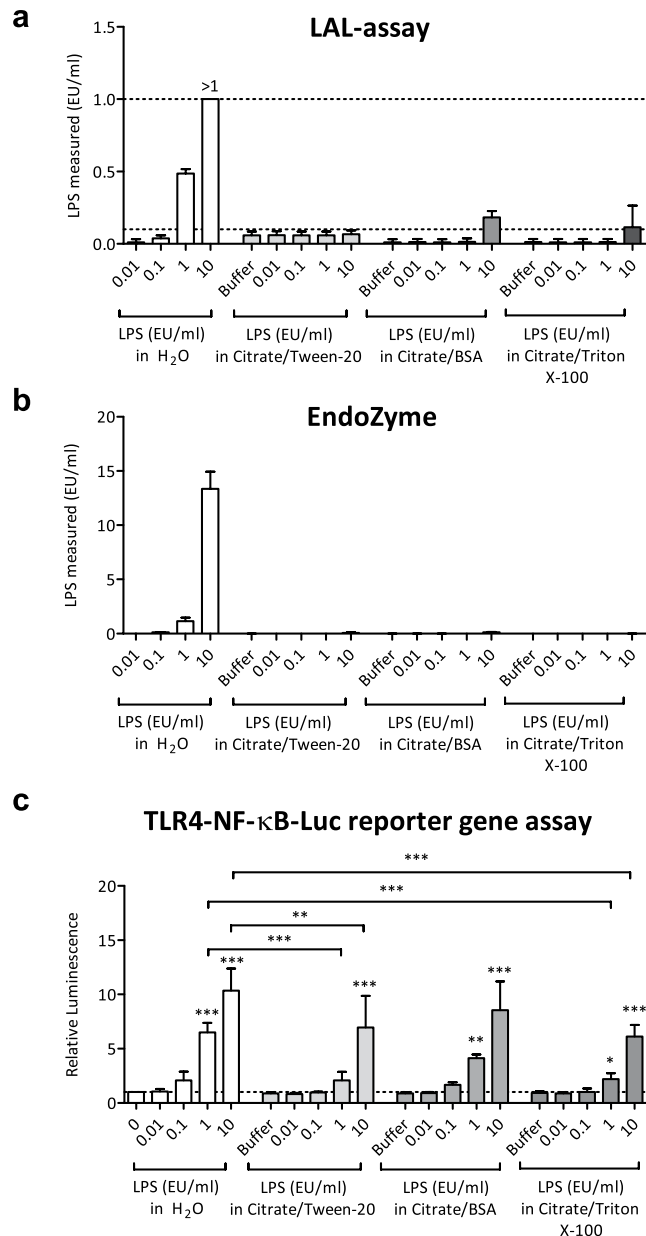 a
LAL-assay
LPS measured (EU/ml)
1.5
1.0
0.5
0.0
>1
0.01 0.1 1 10 Buffer 0.01 0.1 1 10 Buffer 0.01 0.1 1 10 Buffer 0.01 0.1 1 10
LPS (EU/ml) LPS (EU/ml) LPS (EU/ml) LPS (EU/ml)
in H2O in Citrate/Tween-20 in Citrate/BSA in Citrate/Triton
X-100
b
EndoZyme
LPS measured (EU/ml)
20
15
10
5
0
0.01 0.1 1 10 Buffer 0.01 0.1 1 10 Buffer 0.01 0.1 1 10 Buffer 0.01 0.1 1 10
LPS (EU/ml) LPS (EU/ml) LPS (EU/ml) LPS (EU/ml)
in H2O in Citrate/Tween-20 in Citrate/BSA in Citrate/Triton
X-100
c
TLR4-NF-κB-Luc reporter gene assay
Relative Luminescence
20
15
10
5
0
***
***
**
***
*** *** *** ** *** * ***
0 0.01 0.1 1 10 Buffer 0.01 0.1 1 10 Buffer 0.01 0.1 1 10 Buffer 0.01 0.1 1 10
LPS (EU/ml) LPS (EU/ml) LPS (EU/ml) LPS (EU/ml)
in H2O in Citrate/Tween-20 in Citrate/BSA in Citrate/Triton
X-100